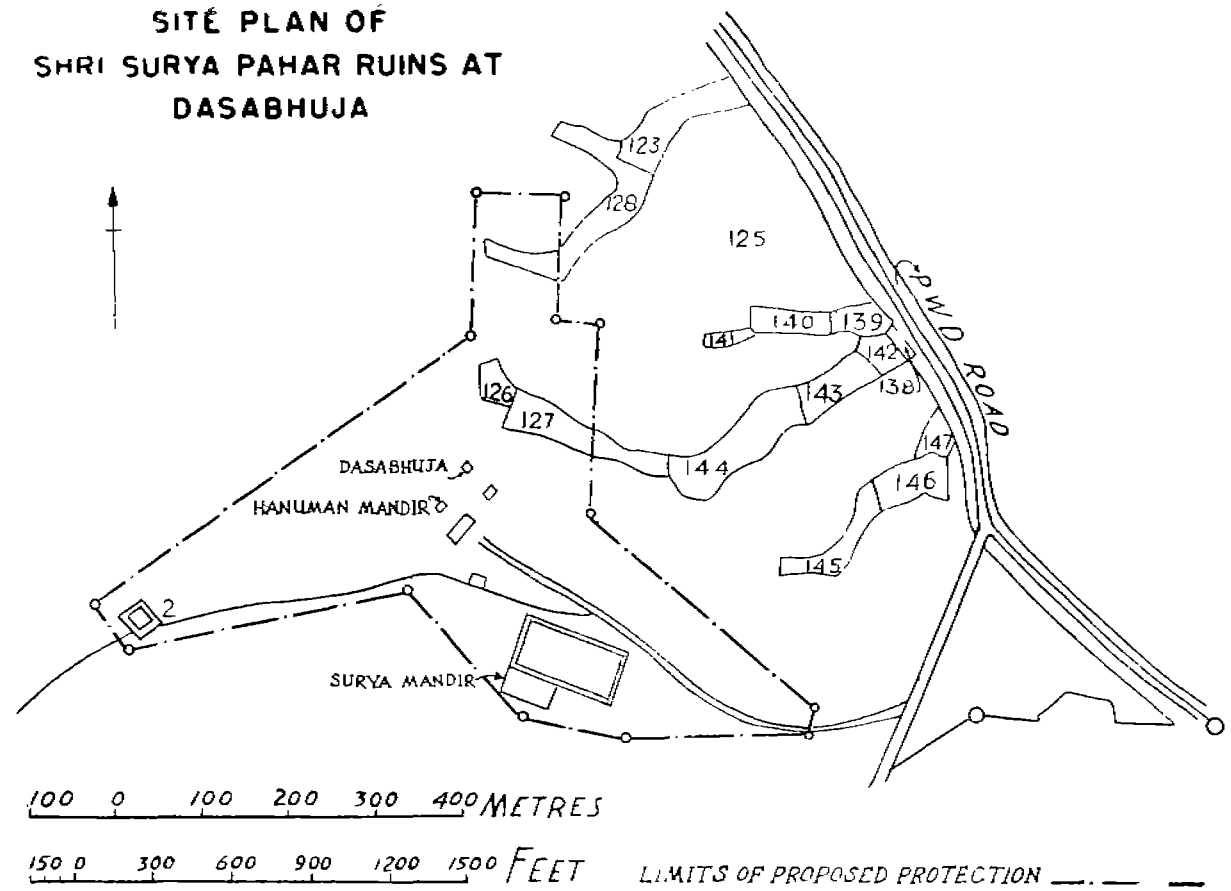 SITE PLAN OF
SHRI SURYA PAHAR RUINS AT
DASABHUJA
123
128
125
PWD ROAD
140 139
141
142
126
143 138
127
147
144
146
DASABHUJA
HANUMAN MANDIR
145
2
SURYA MANDIR
100 0 100 200 300 400 METRES
150 0 300 600 900 1200 1500 FEET
LIMITS OF PROPOSED PROTECTION